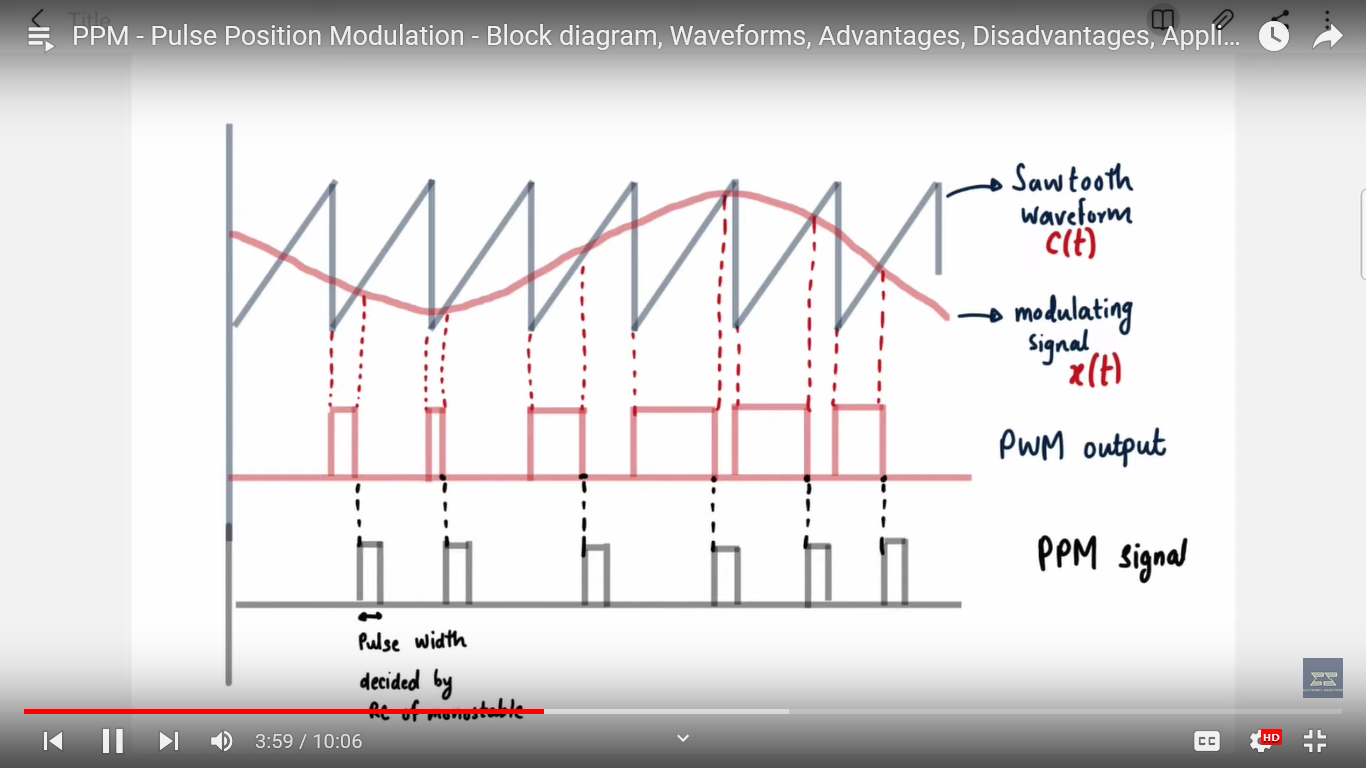 Title
PPM - Pulse Position Modulation - Block diagram, Waveforms, Advantages, Disadvantages, Appli...
Sawtooth
waveform
c(t)
modulating
signal
x(t)
PWM output
PPM signal
Pulse width
decided by
RC of monostable
3:59 / 10:06
CC
HD